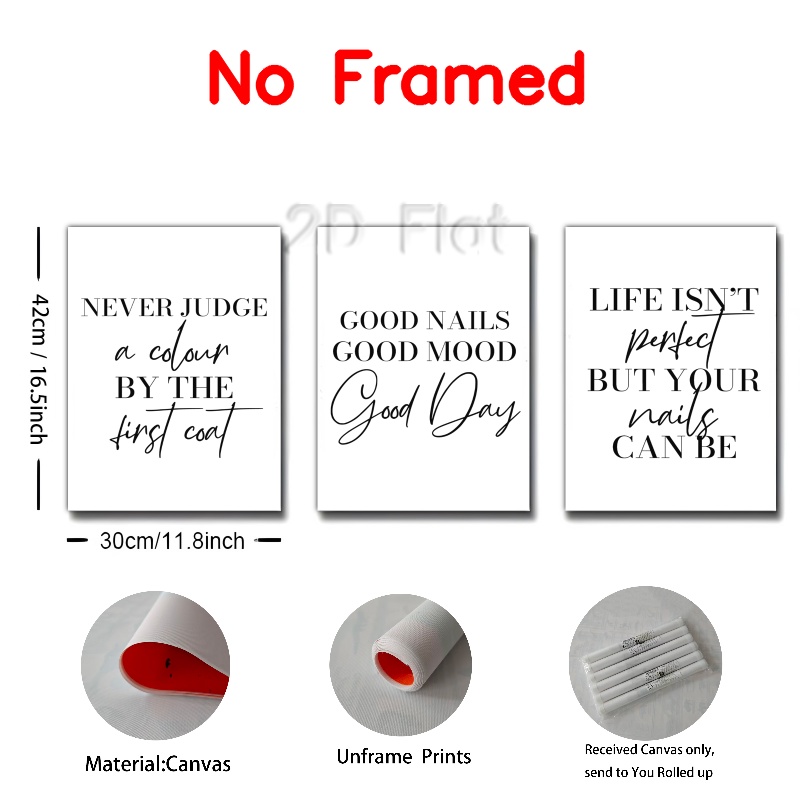 No Framed
2D Flat
NEVER JUDGE
a colour
BY THE
first coat
GOOD NAILS
GOOD MOOD
Good Day
LIFE ISN'T
perfect
BUT YOUR
nails
CAN BE
42cm / 16.5inch
30cm/11.8inch
Material:Canvas
Unframe Prints
Received Canvas only,
send to You Rolled up